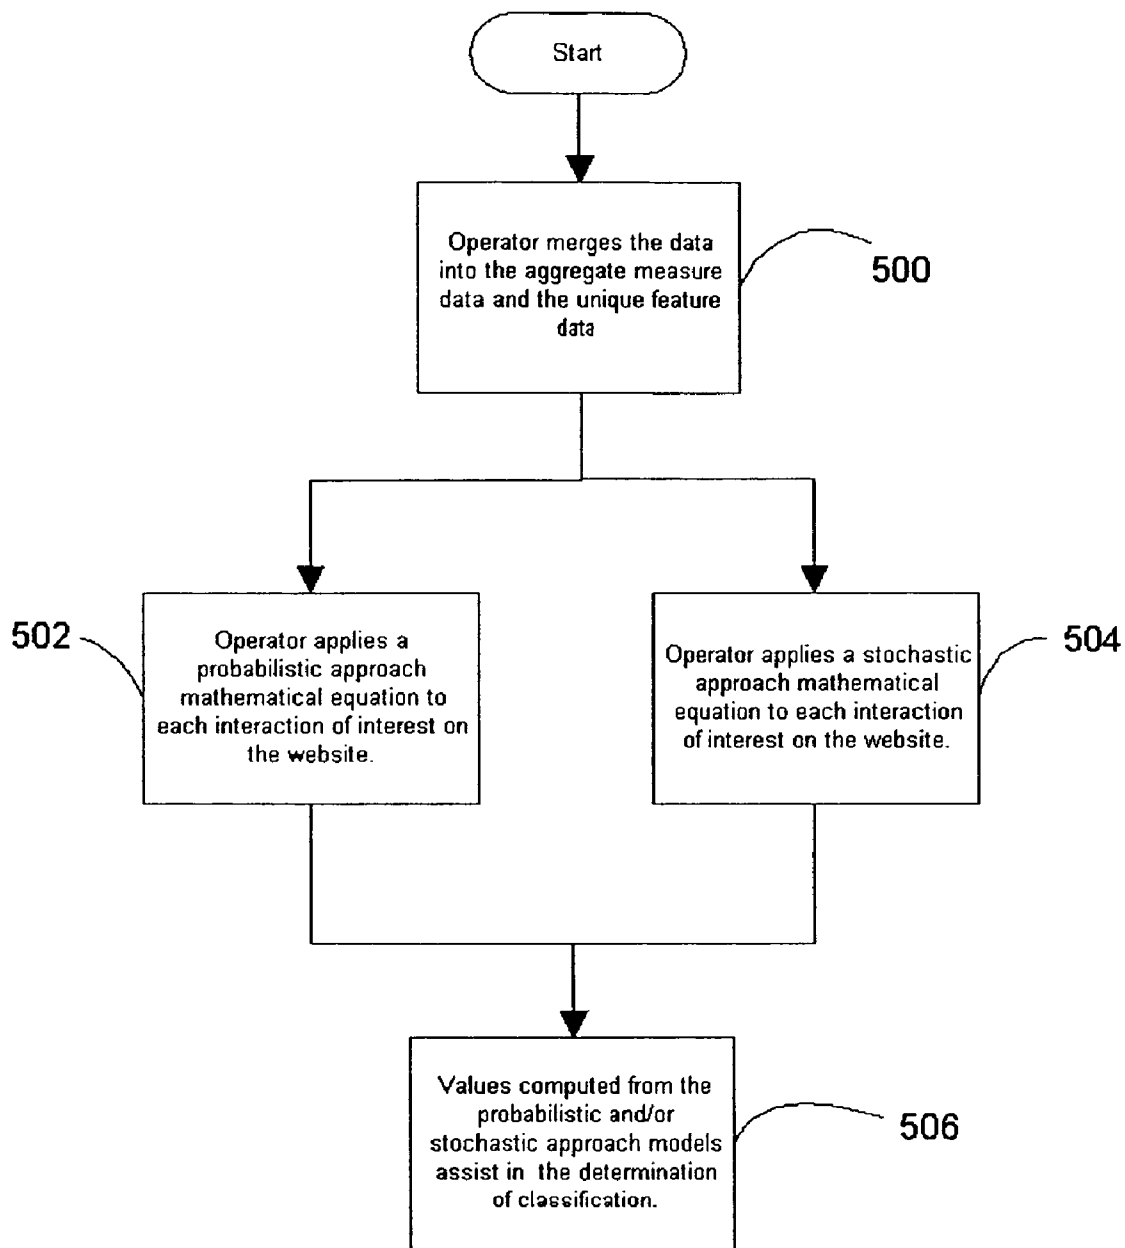 Start
Operator merges the data
into the aggregate measure
data and the unique feature
data
500
502
Operator applies a
probabilistic approach
mathematical equation to
each interaction of interest on
the website.
Operator applies a stochastic
approach mathematical
equation to each interaction
of interest on the website.
504
Values computed from the
probabilistic and/or
stochastic approach models
assist in the determination
of classification.
506